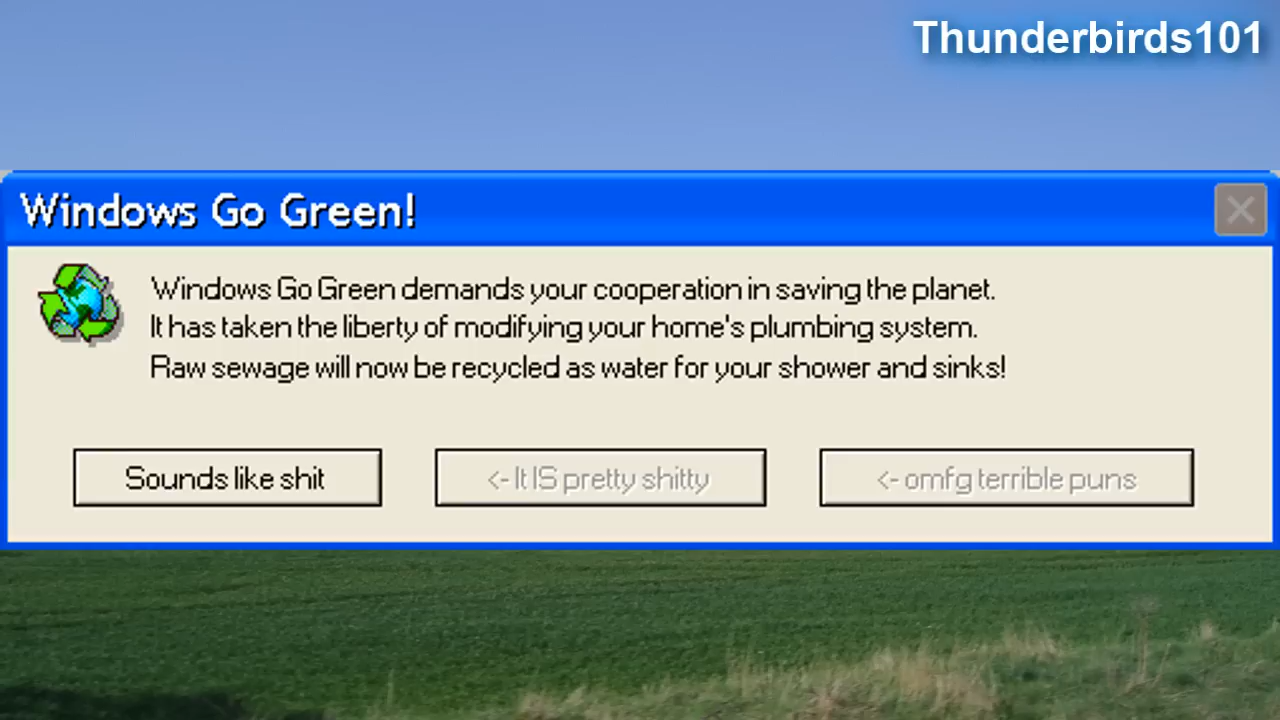 Thunderbirds101
Windows Go Green!
Windows Go Green demands your cooperation in saving the planet.
It has taken the liberty of modifying your home's plumbing system.
Raw sewage will now be recycled as water for your shower and sinks!
Sounds like shit
<- It IS pretty shitty
<- omfg terrible puns